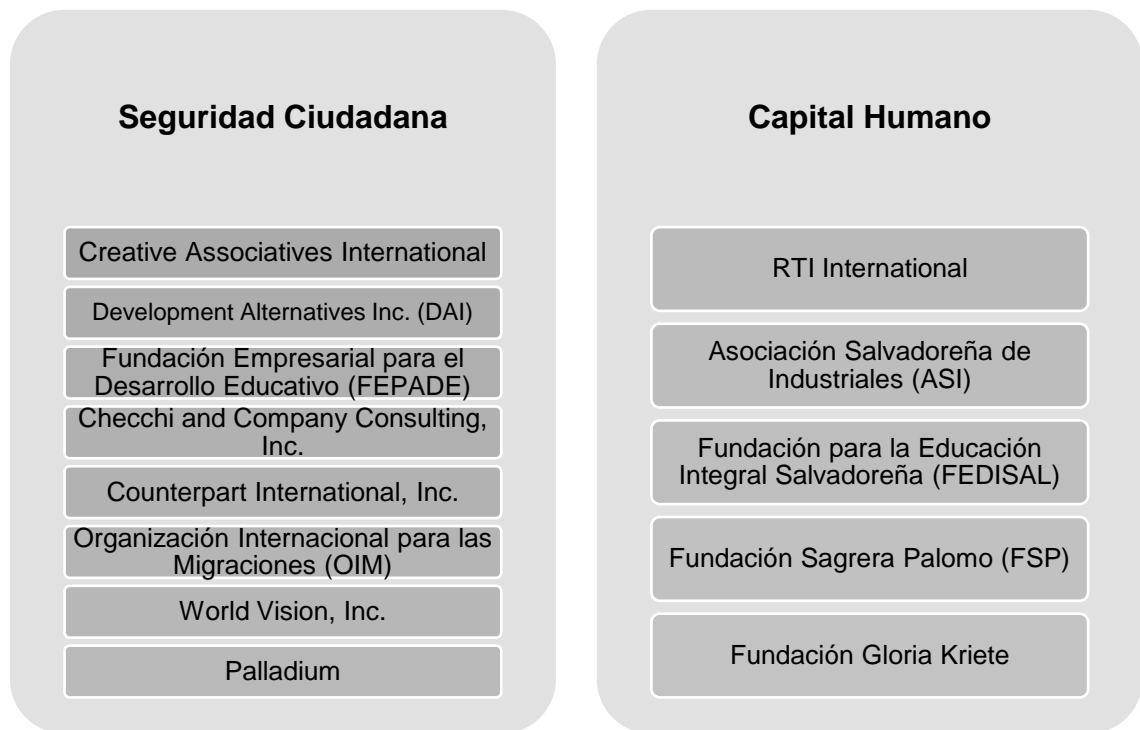 Seguridad Ciudadana
Creative Associatives International
Development Alternatives Inc. (DAI)
Fundación Empresarial para el
Desarrollo Educativo (FEPADE)
Checchi and Company Consulting,
Inc.
Counterpart International, Inc.
Organización Internacional para las
Migraciones (OIM)
World Vision, Inc.
Palladium
Capital Humano
RTI International
Asociación Salvadoreña de
Industriales (ASI)
Fundación para la Educación
Integral Salvadoreña (FEDISAL)
Fundación Sagrera Palomo (FSP)
Fundación Gloria Kriete